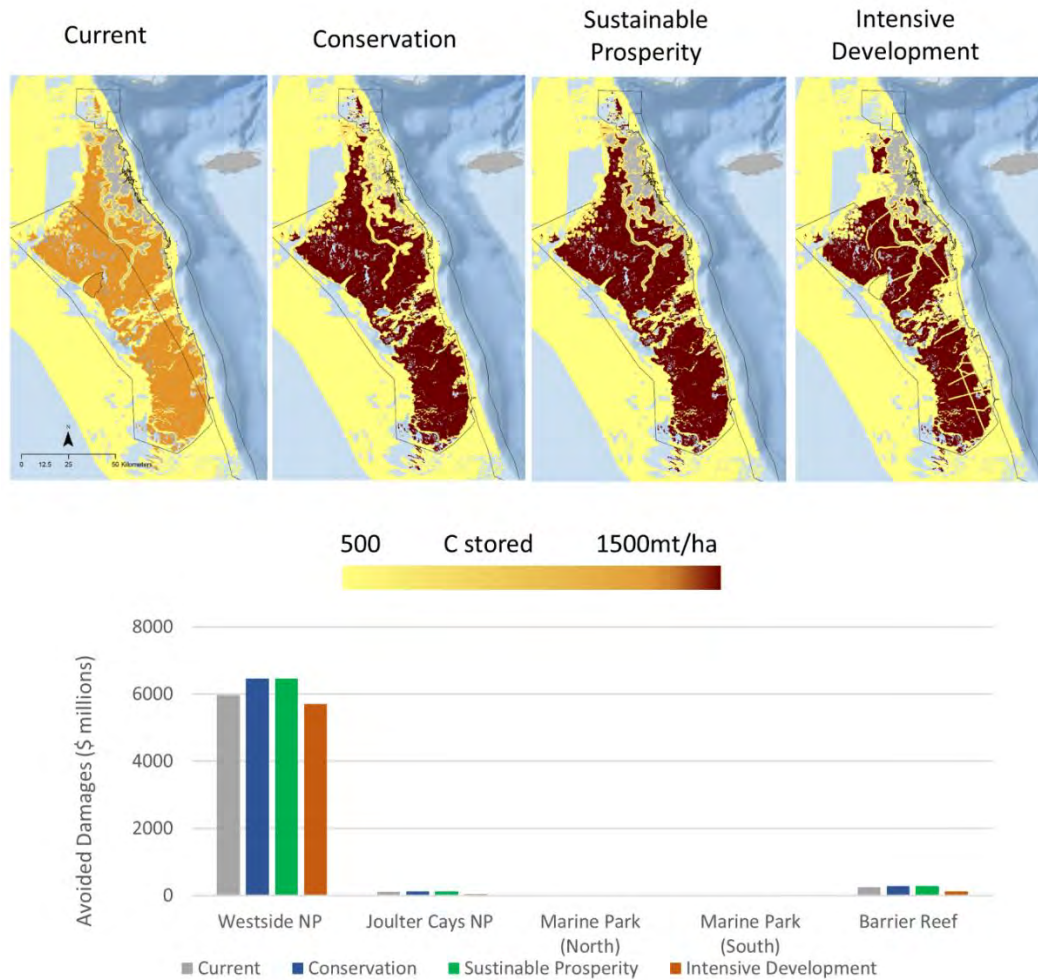 Current
Conservation
Sustainable
Prosperity
Intensive
Development
N
0 12.5 25 50 Kilometers
500 C stored 1500mt/ha
Avoided Damages ($ millions)
8000
6000
4000
2000
0
Westside NP
Joulter Cays NP
Marine Park
(North)
Marine Park
(South)
Barrier Reef
Current Conservation Sustinable Prosperity Intensive Development